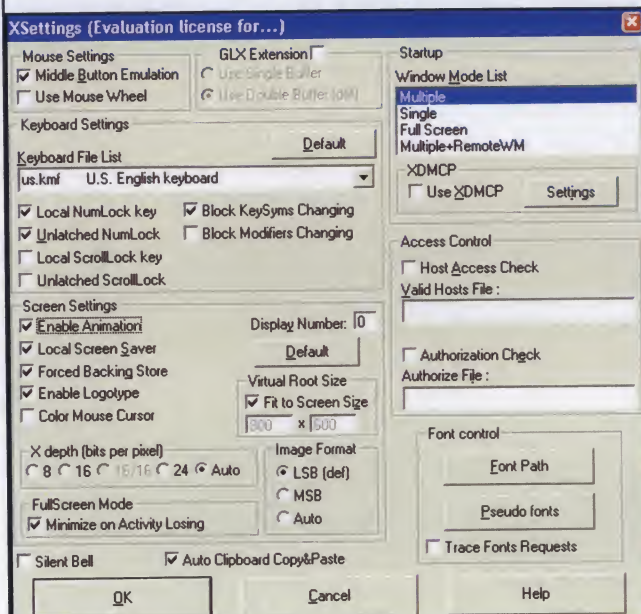 XSettings (Evaluation license for...)
Mouse Settings
Middle Button Emulation
Use Mouse Wheel
GLX Extension
Use Single Buffer
Use Double Buffer (def)
Keyboard Settings
Default
Keyboard File List
us.kmf U.S. English keyboard
Local NumLock key
Block KeySyms Changing
Unlatched NumLock
Block Modifiers Changing
Local ScrollLock key
Unlatched ScrollLock
Screen Settings
Enable Animation
Display Number: 0
Local Screen Saver
Default
Forced Backing Store
Enable Logotype
Color Mouse Cursor
Virtual Root Size
Fit to Screen Size
800 x 600
X depth (bits per pixel)
8 16 16/16 24 Auto
Image Format
LSB (def)
MSB
Auto
FullScreen Mode
Minimize on Activity Losing
Silent Bell
Auto Clipboard Copy&Paste
Startup
Window Mode List
Multiple
Single
Full Screen
Multiple+RemoteWM
XDMCP
Use XDMCP
Settings
Access Control
Host Access Check
Valid Hosts File :
Authorization Check
Authorize File :
Font control
Font Path
Pseudo fonts
Trace Fonts Requests
OK
Cancel
Help